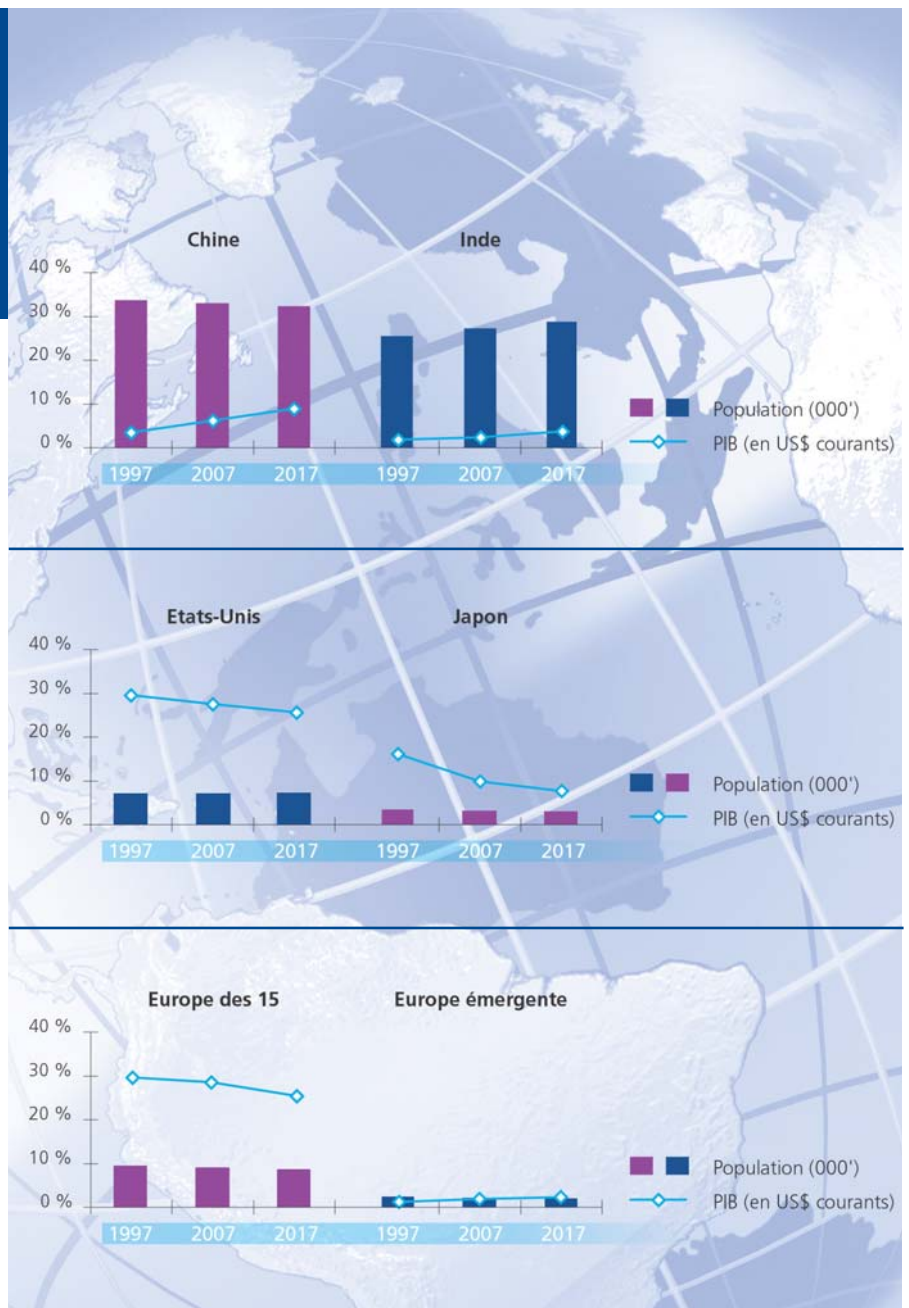 Chine Inde
40 %
30 %
20 %
10 %
0 %
Population (000')
PIB (en US$ courants)
1997 2007 2017 1997 2007 2017
Etats-Unis Japon
40 %
30 %
20 %
10 %
0 %
Population (000')
PIB (en US$ courants)
1997 2007 2017 1997 2007 2017
Europe des 15 Europe émergente
40 %
30 %
20 %
10 %
0 %
Population (000')
PIB (en US$ courants)
1997 2007 2017 1997 2007 2017